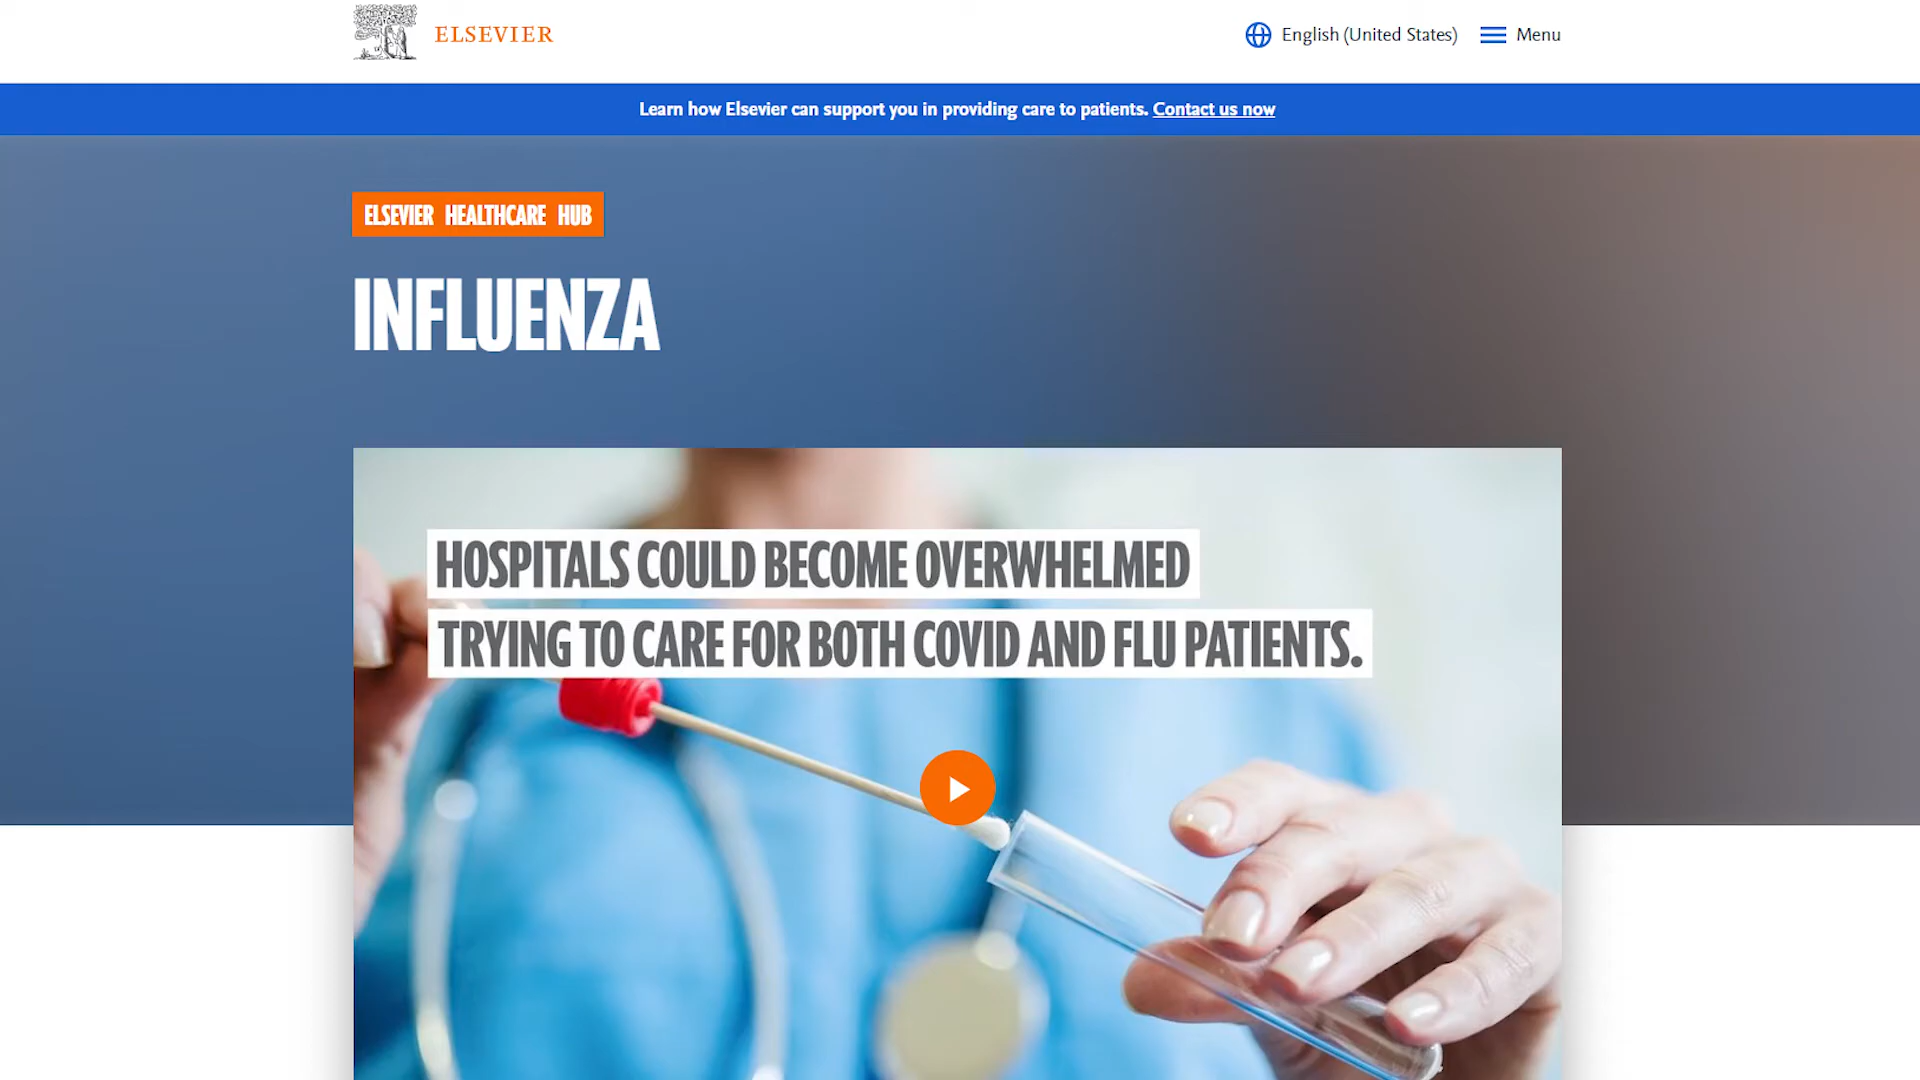 ELSEVIER
English (United States)
Menu
Learn how Elsevier can support you in providing care to patients. Contact us now
ELSEVIER HEALTHCARE HUB
INFLUENZA
HOSPITALS COULD BECOME OVERWHELMED
TRYING TO CARE FOR BOTH COVID AND FLU PATIENTS.